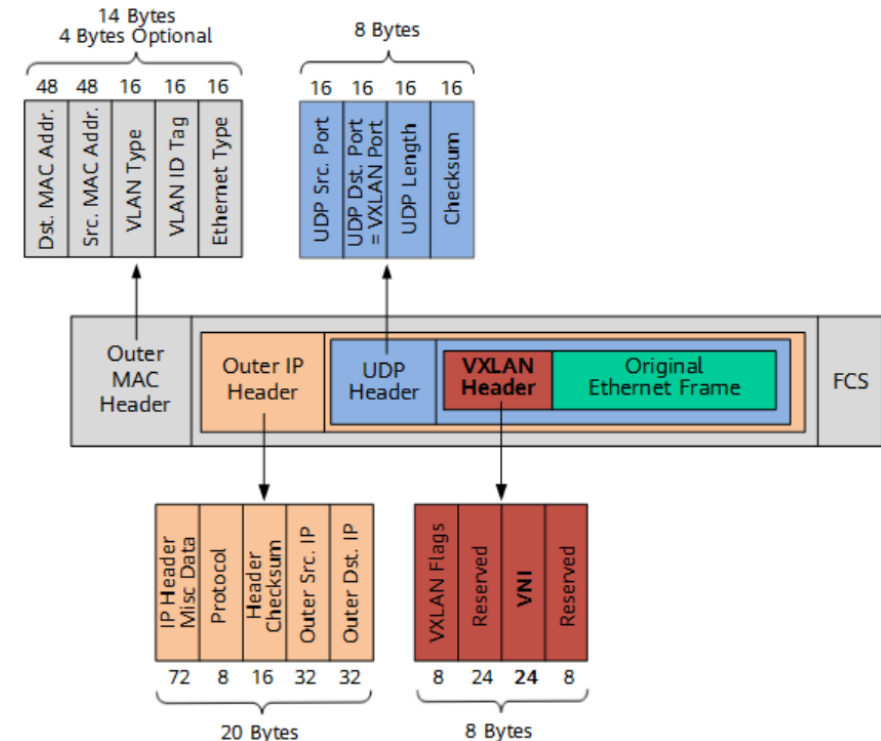 14 Bytes
4 Bytes Optional
8 Bytes
48 48 16 16 16
16 16 16 16
Dst. MAC Addr.
Src. MAC Addr.
VLAN Type
VLAN ID Tag
Ethernet Type
UDP Src. Port
UDP Dst. Port
= VXLAN Port
UDP Length
Checksum
Outer
MAC
Header
Outer IP
Header
UDP
Header
VXLAN
Header
Original
Ethernet Frame
FCS
IP Header
Misc Data
Protocol
Header
Checksum
Outer Src. IP
Outer Dst. IP
VXLAN Flags
Reserved
VNI
Reserved
72 8 16 32 32
8 24 24 8
20 Bytes
8 Bytes